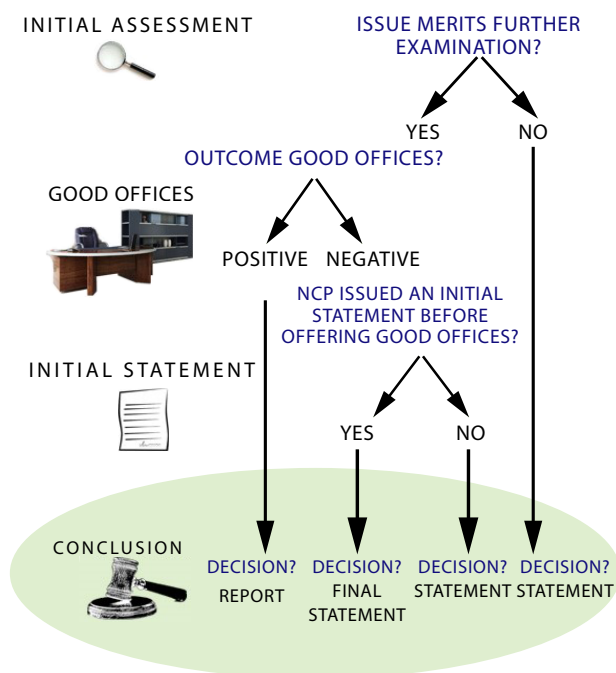 INITIAL ASSESSMENT
ISSUE MERITS FURTHER
EXAMINATION?
YES NO
OUTCOME GOOD OFFICES?
GOOD OFFICES
POSITIVE NEGATIVE
NCP ISSUED AN INITIAL
STATEMENT BEFORE
OFFERING GOOD OFFICES?
INITIAL STATEMENT
YES NO
CONCLUSION
DECISION? DECISION? DECISION? DECISION?
REPORT FINAL STATEMENT STATEMENT
STATEMENT